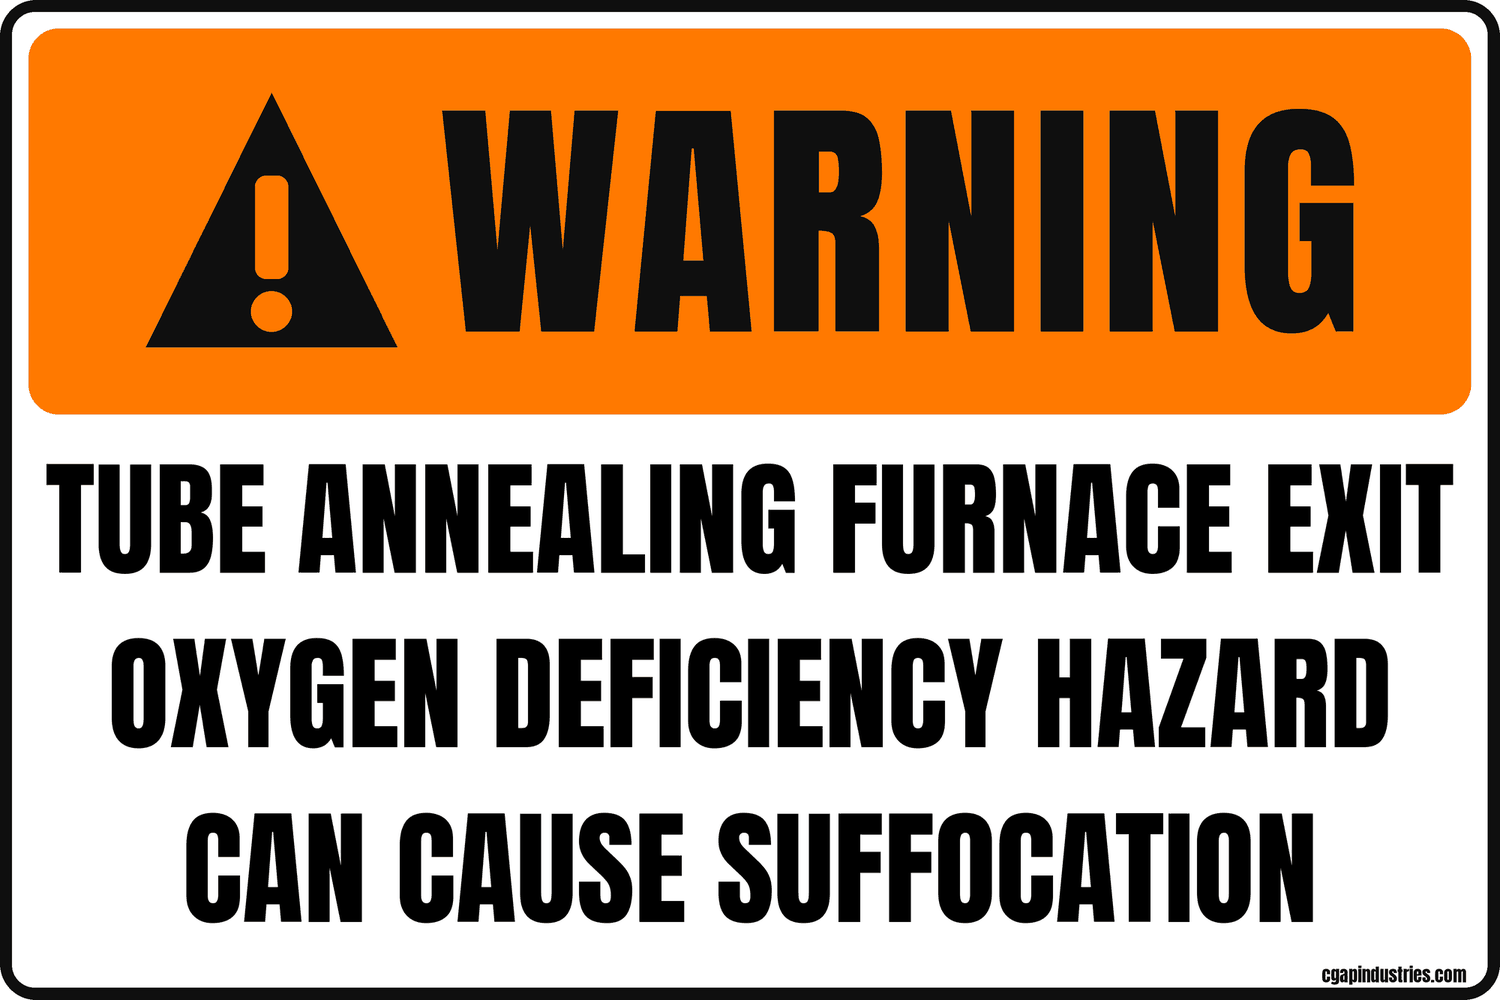 WARNING
TUBE ANNEALING FURNACE EXIT
OXYGEN DEFICIENCY HAZARD
CAN CAUSE SUFFOCATION
cgapindustries.com